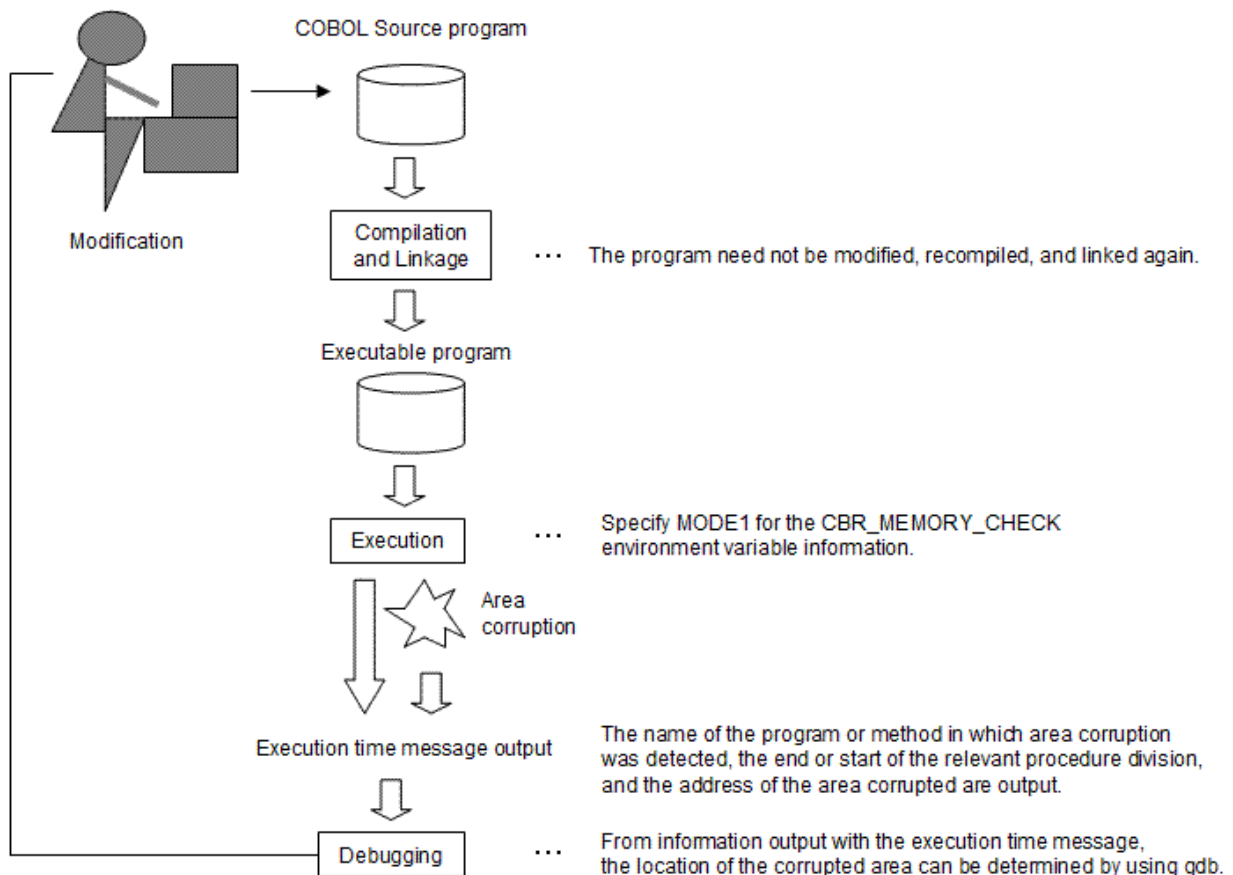 COBOL Source program
Modification
Compilation
and Linkage
... The program need not be modified, recompiled, and linked again.
Executable program
Execution
... Specify MODE1 for the CBR_MEMORY_CHECK
environment variable information.
Area
corruption
Execution time message output
The name of the program or method in which area corruption
was detected, the end or start of the relevant procedure division,
and the address of the area corrupted are output.
Debugging
... From information output with the execution time message,
the location of the corrupted area can be determined by using gdb.